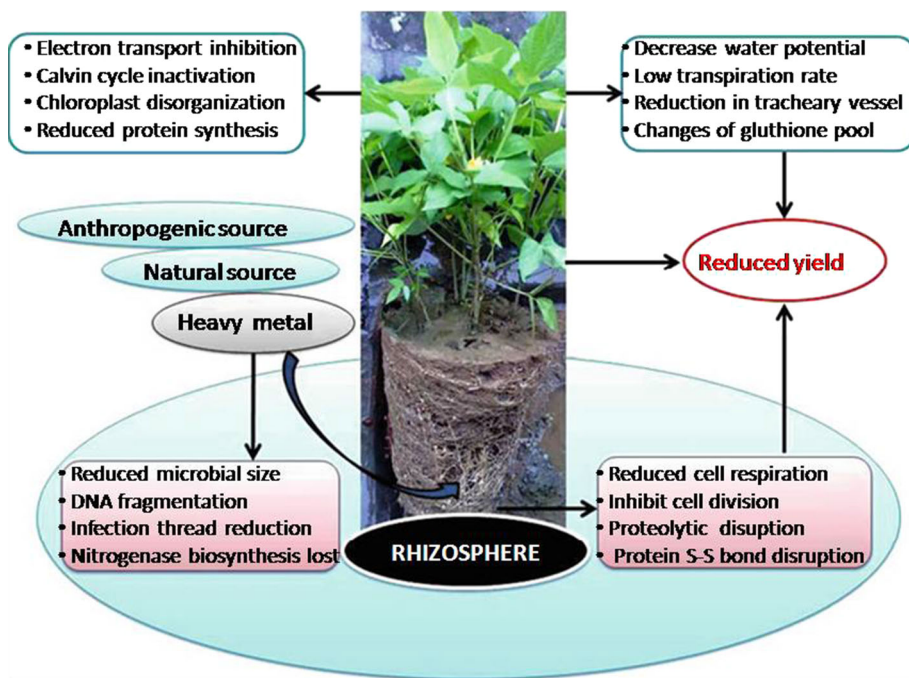 • Electron transport inhibition
• Calvin cycle inactivation
• Chloroplast disorganization
• Reduced protein synthesis
• Decrease water potential
• Low transpiration rate
• Reduction in tracheary vessel
• Changes of gluthione pool
Anthropogenic source
Natural source
Heavy metal
Reduced yield
• Reduced microbial size
• DNA fragmentation
• Infection thread reduction
• Nitrogenase biosynthesis lost
RHIZOSPHERE
• Reduced cell respiration
• Inhibit cell division
• Proteolytic disuption
• Protein S-S bond disruption